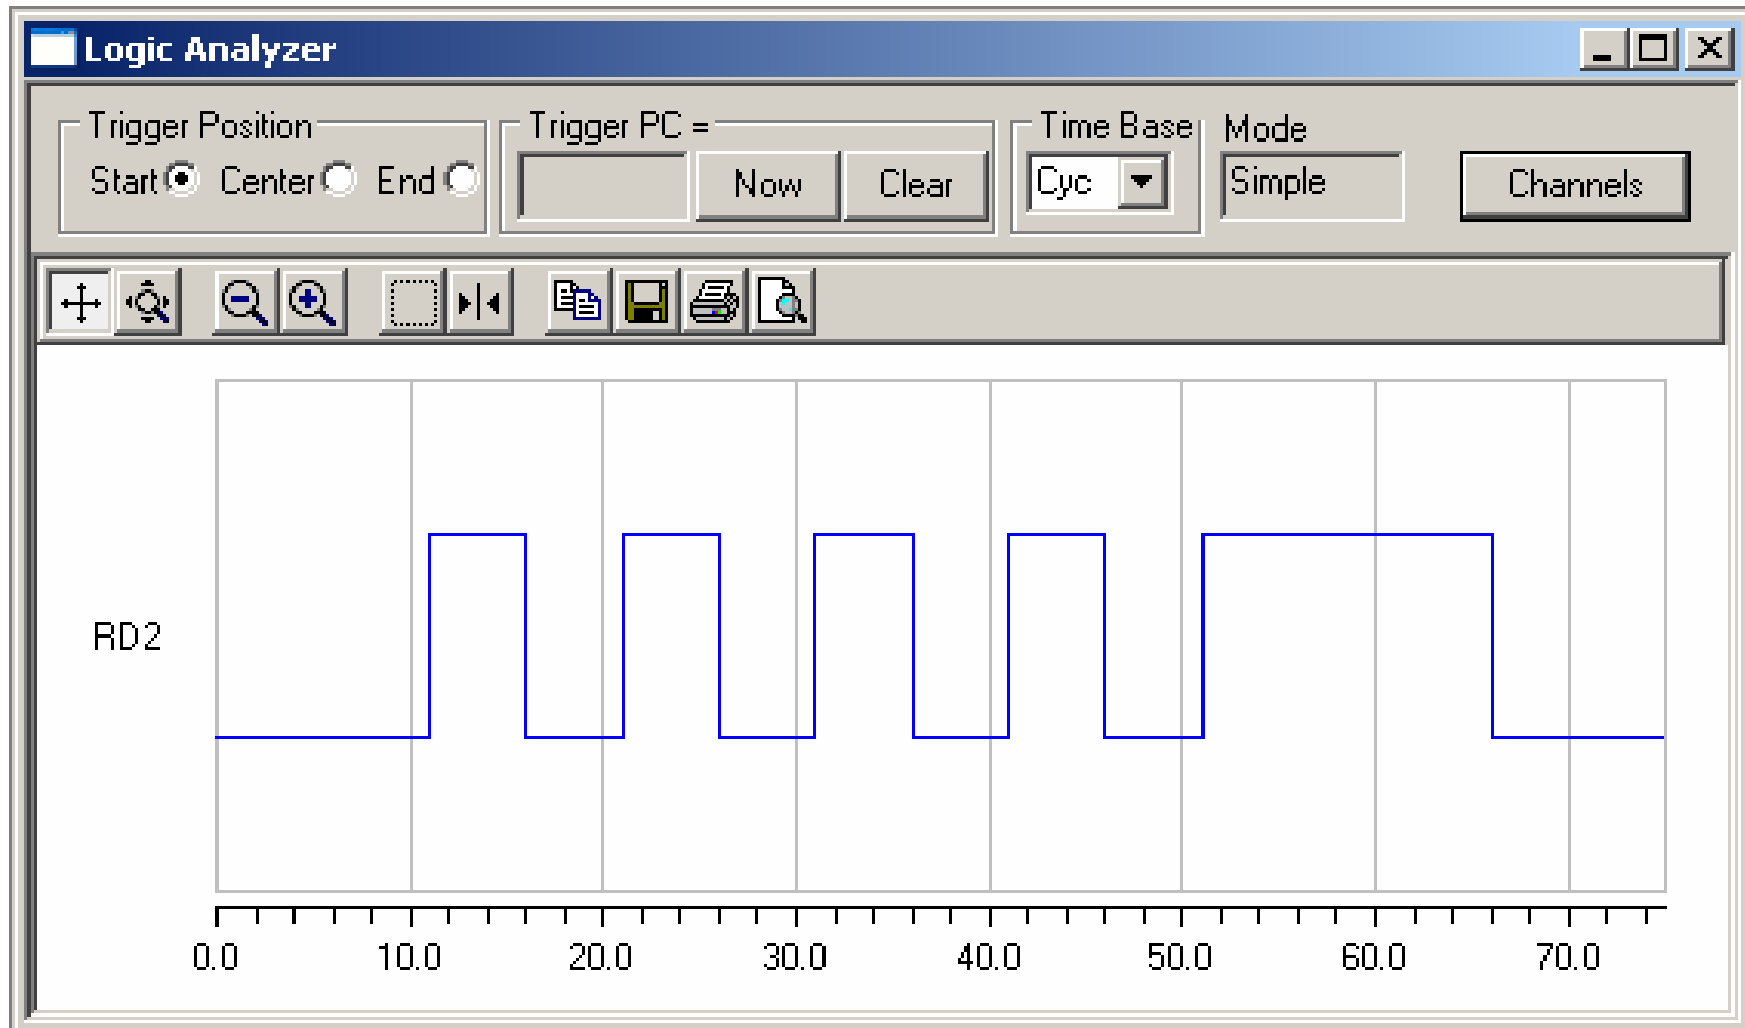 Logic Analyzer
Trigger Position
Start Center End
Trigger PC =
Now Clear
Time Base
Cyc
Mode
Simple
Channels
RD2
0.0 10.0 20.0 30.0 40.0 50.0 60.0 70.0